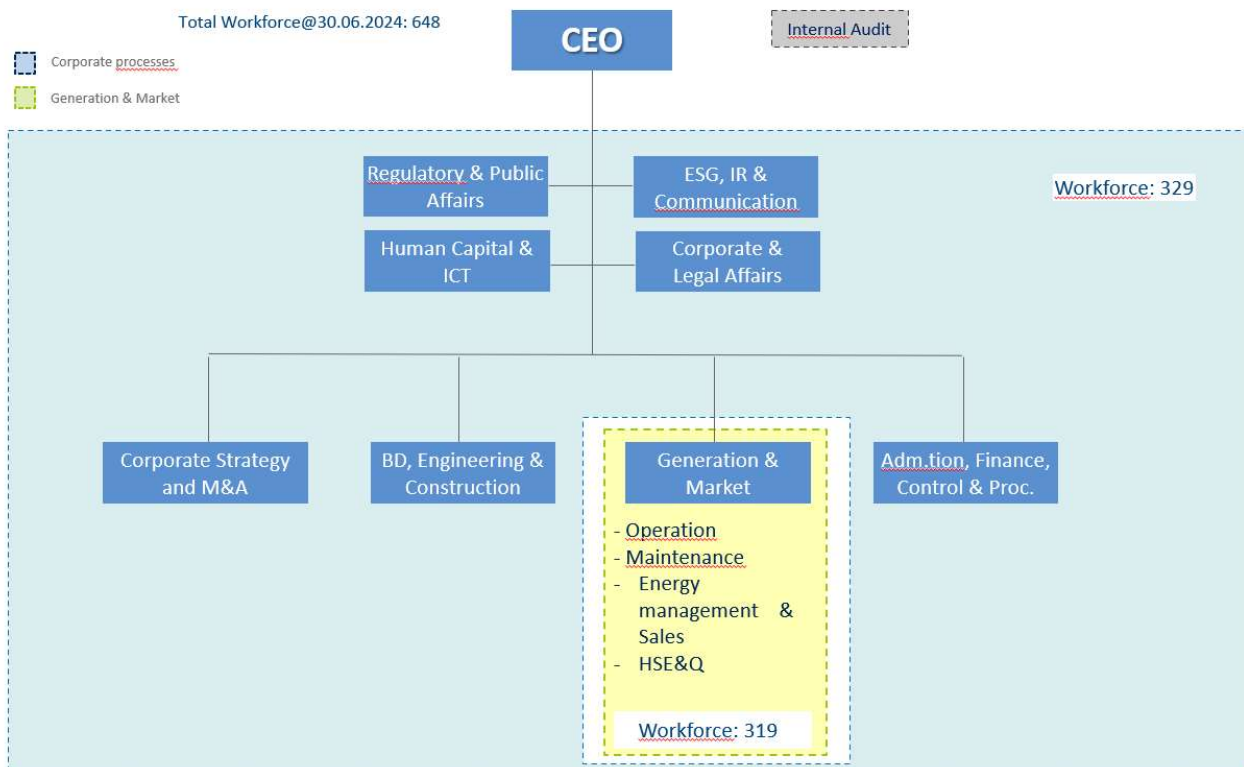 Total Workforce@30.06.2024: 648
CEO
Internal Audit
Corporate processes
Generation & Market
Regulatory & Public
Affairs
ESG, IR &
Communication
Workforce: 329
Human Capital &
ICT
Corporate &
Legal Affairs
Corporate Strategy
and M&A
BD, Engineering &
Construction
Generation &
Market
Adm.tion, Finance,
Control & Proc.
- Operation
- Maintenance
- Energy
management &
Sales
- HSE&Q
Workforce: 319